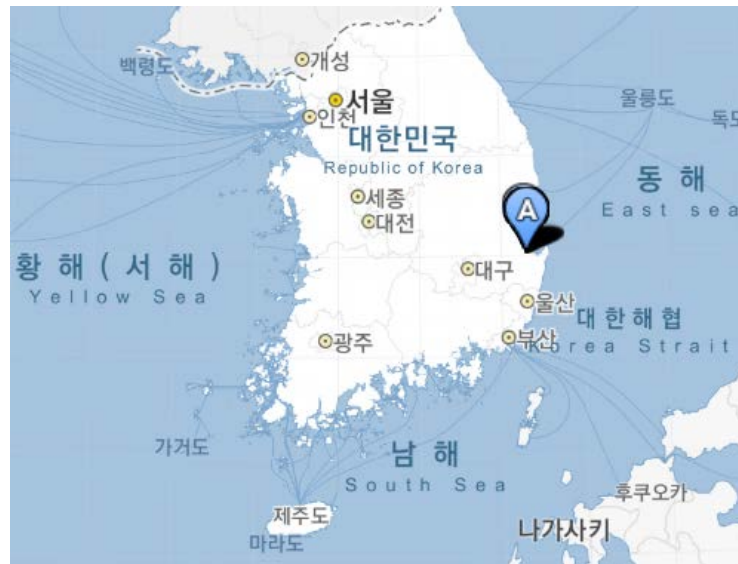 백령도
개성
서울
인천
대한민국
Republic of Korea
울릉도
독도
동 해
East sea
세종
대전
A
황 해 ( 서 해 )
Yellow Sea
대구
울산
대 한 해 협
Korea Strait
부산
광주
가거도
남 해
South Sea
제주도
마라도
후쿠오카
나가사키